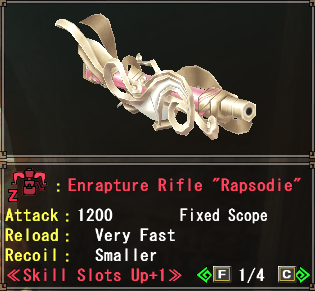 Z : Enrapture Rifle "Rapsodie"
Attack : 1200 Fixed Scope
Reload : Very Fast
Recoil : Smaller
≪Skill Slots Up+1≫ F 1/4 C